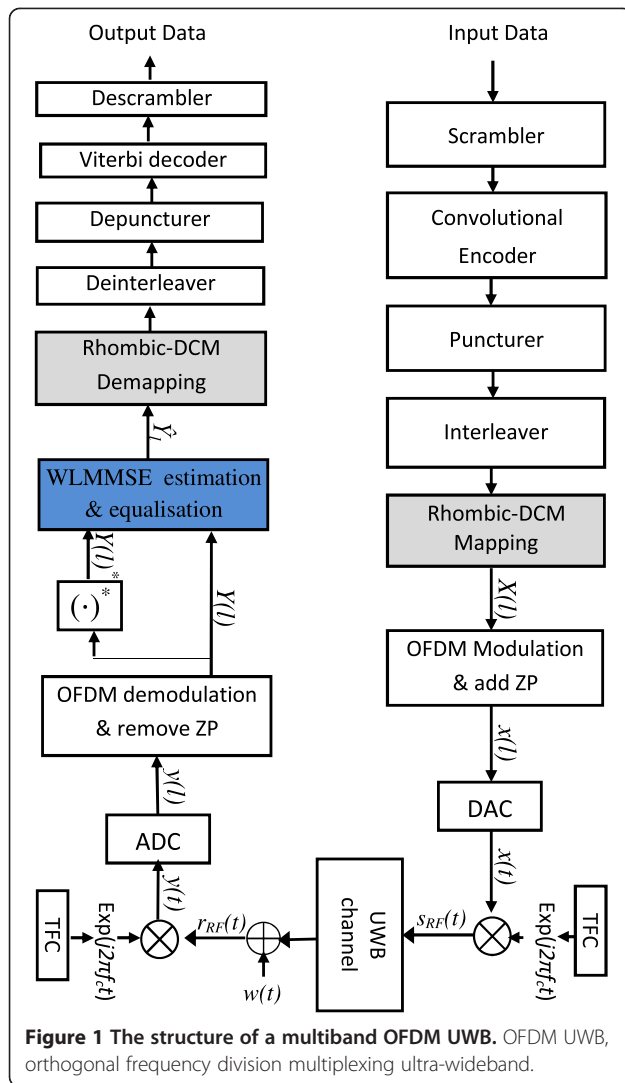 Output Data
Descrambler
Viterbi decoder
Depuncturer
Deinterleaver
Rhombic-DCM
Demapping
Ŷl
WLMMSE estimation
& equalisation
Y(l)*
(·)*
Y(l)
OFDM demodulation
& remove ZP
y(l)
ADC
y(t)
TFC
Exp(j2πfct)
Input Data
Scrambler
Convolutional
Encoder
Puncturer
Interleaver
Rhombic-DCM
Mapping
X(l)
OFDM Modulation
& add ZP
x(l)
DAC
x(t)
TFC
Exp(j2πfct)
sRF(t)
UWB
channel
w(t)
rRF(t)
Figure 1 The structure of a multiband OFDM UWB. OFDM UWB,
orthogonal frequency division multiplexing ultra-wideband.